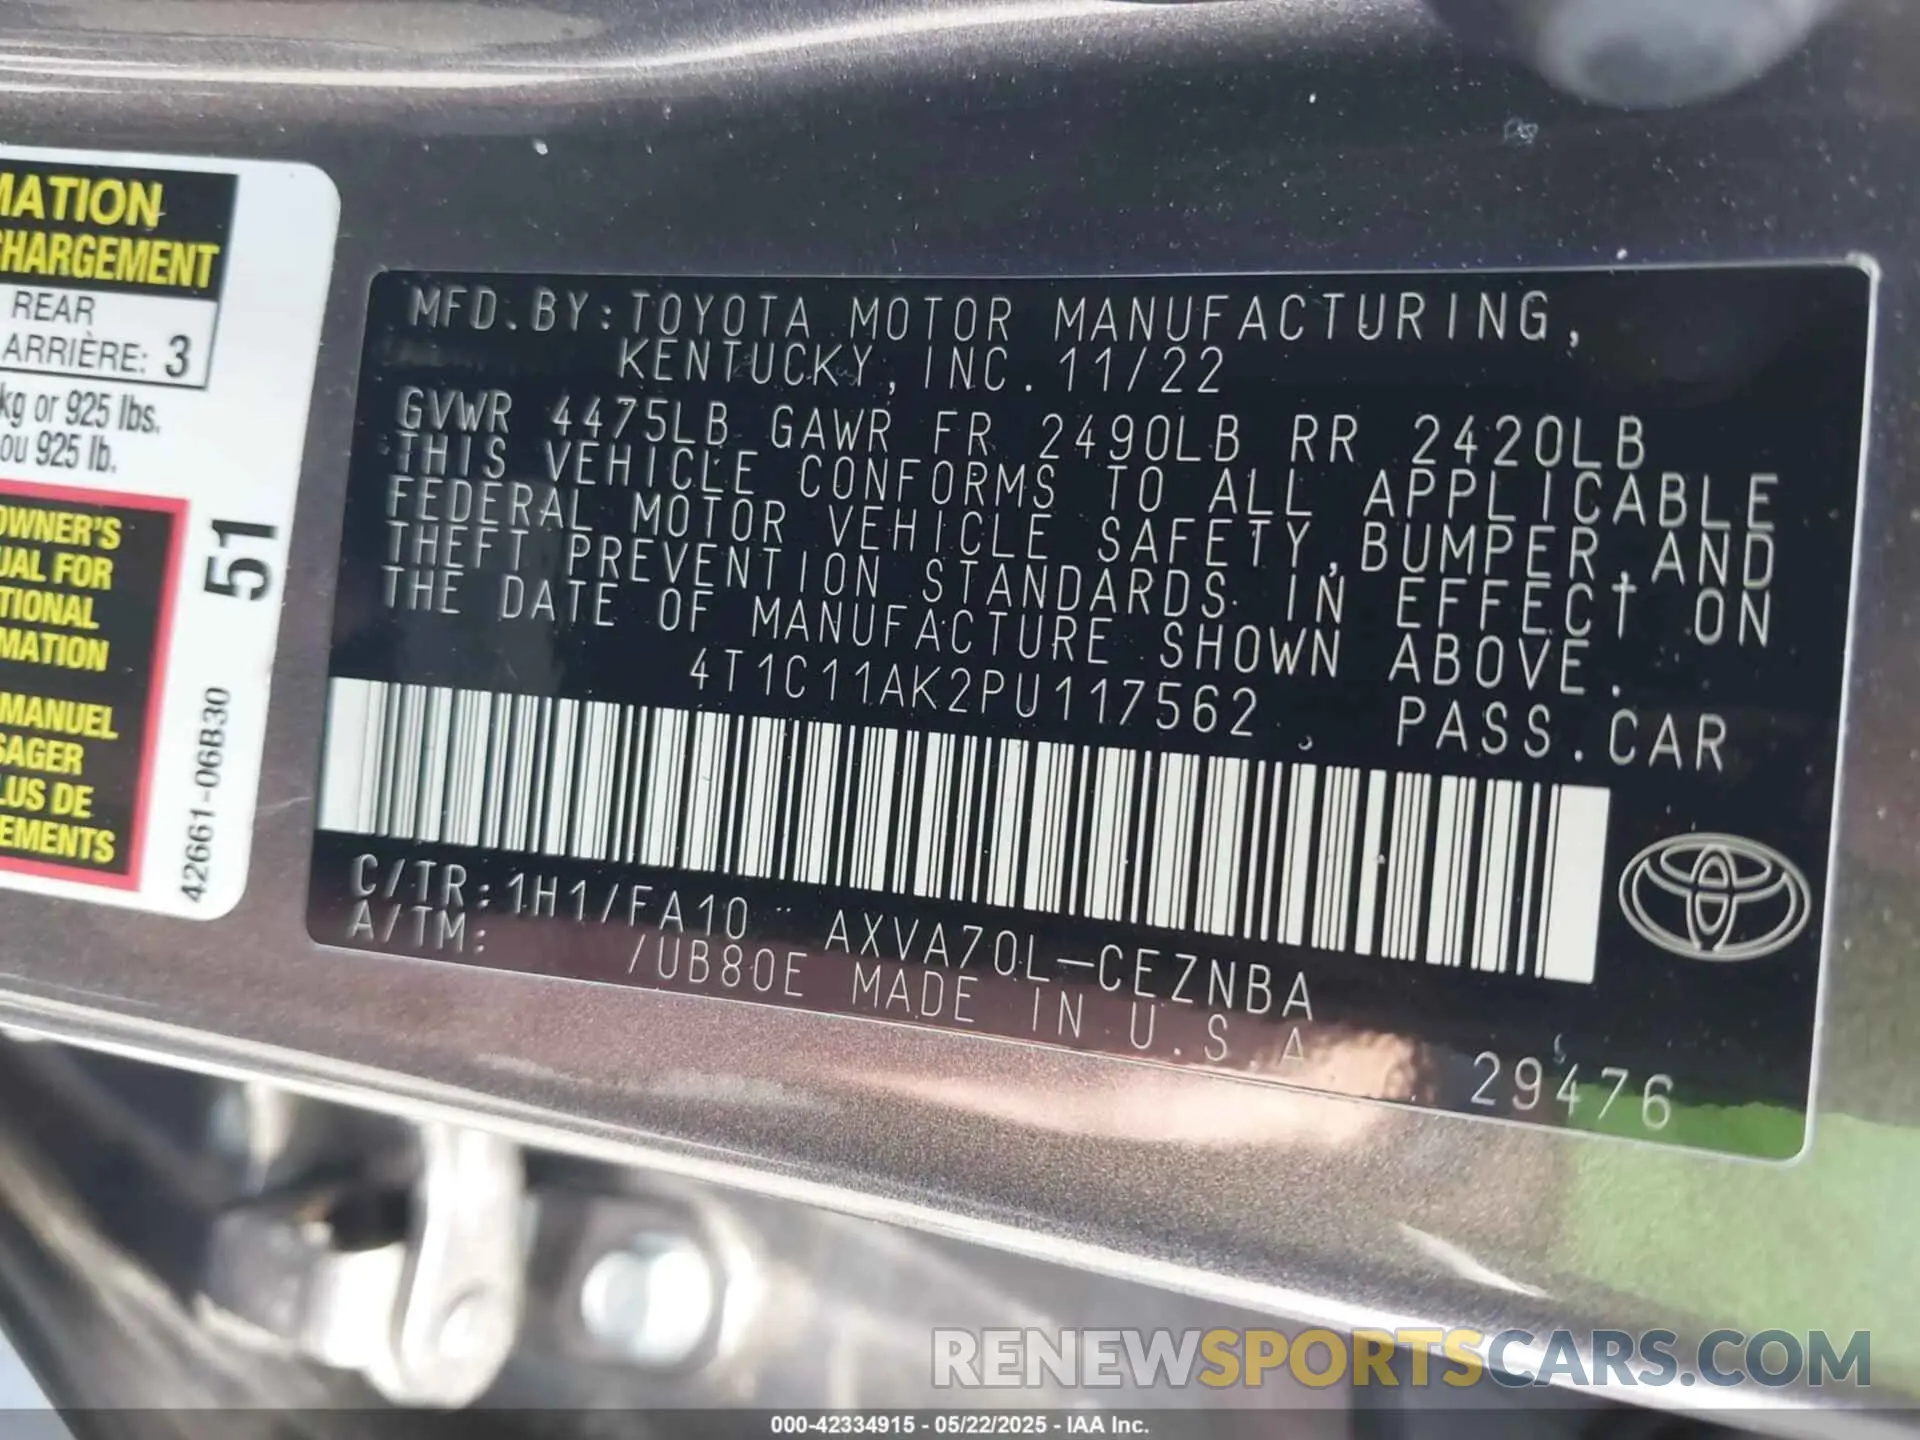 MATION
CHARGEMENT
REAR
ARRIÈRE: 3
kg or 925 lbs.
ou 925 lb.
OWNER'S
UAL FOR
TIONAL
MATION
MANUEL
SAGER
LUS DE
EMENTS
51
42661-06B30
MFD.BY:TOYOTA MOTOR MANUFACTURING,
KENTUCKY, INC. 11/22
GVWR 4475LB GAWR FR 2490LB RR 2420LB
THIS VEHICLE CONFORMS TO ALL APPLICABLE
FEDERAL MOTOR VEHICLE SAFETY,BUMPER,AND
THEFT PREVENTION STANDARDS IN EFFECT ON
THE DATE OF MANUFACTURE SHOWN ABOVE.
4T1C11AK2PU117562 PASS.CAR
C/TR:1H1/FA10 AXVA70L-CEZNBA
A/TM: /UB80E MADE IN U.S.A
29476
RENEWSPORTSCARS.COM
000-42334915 - 05/22/2025 - IAA Inc.